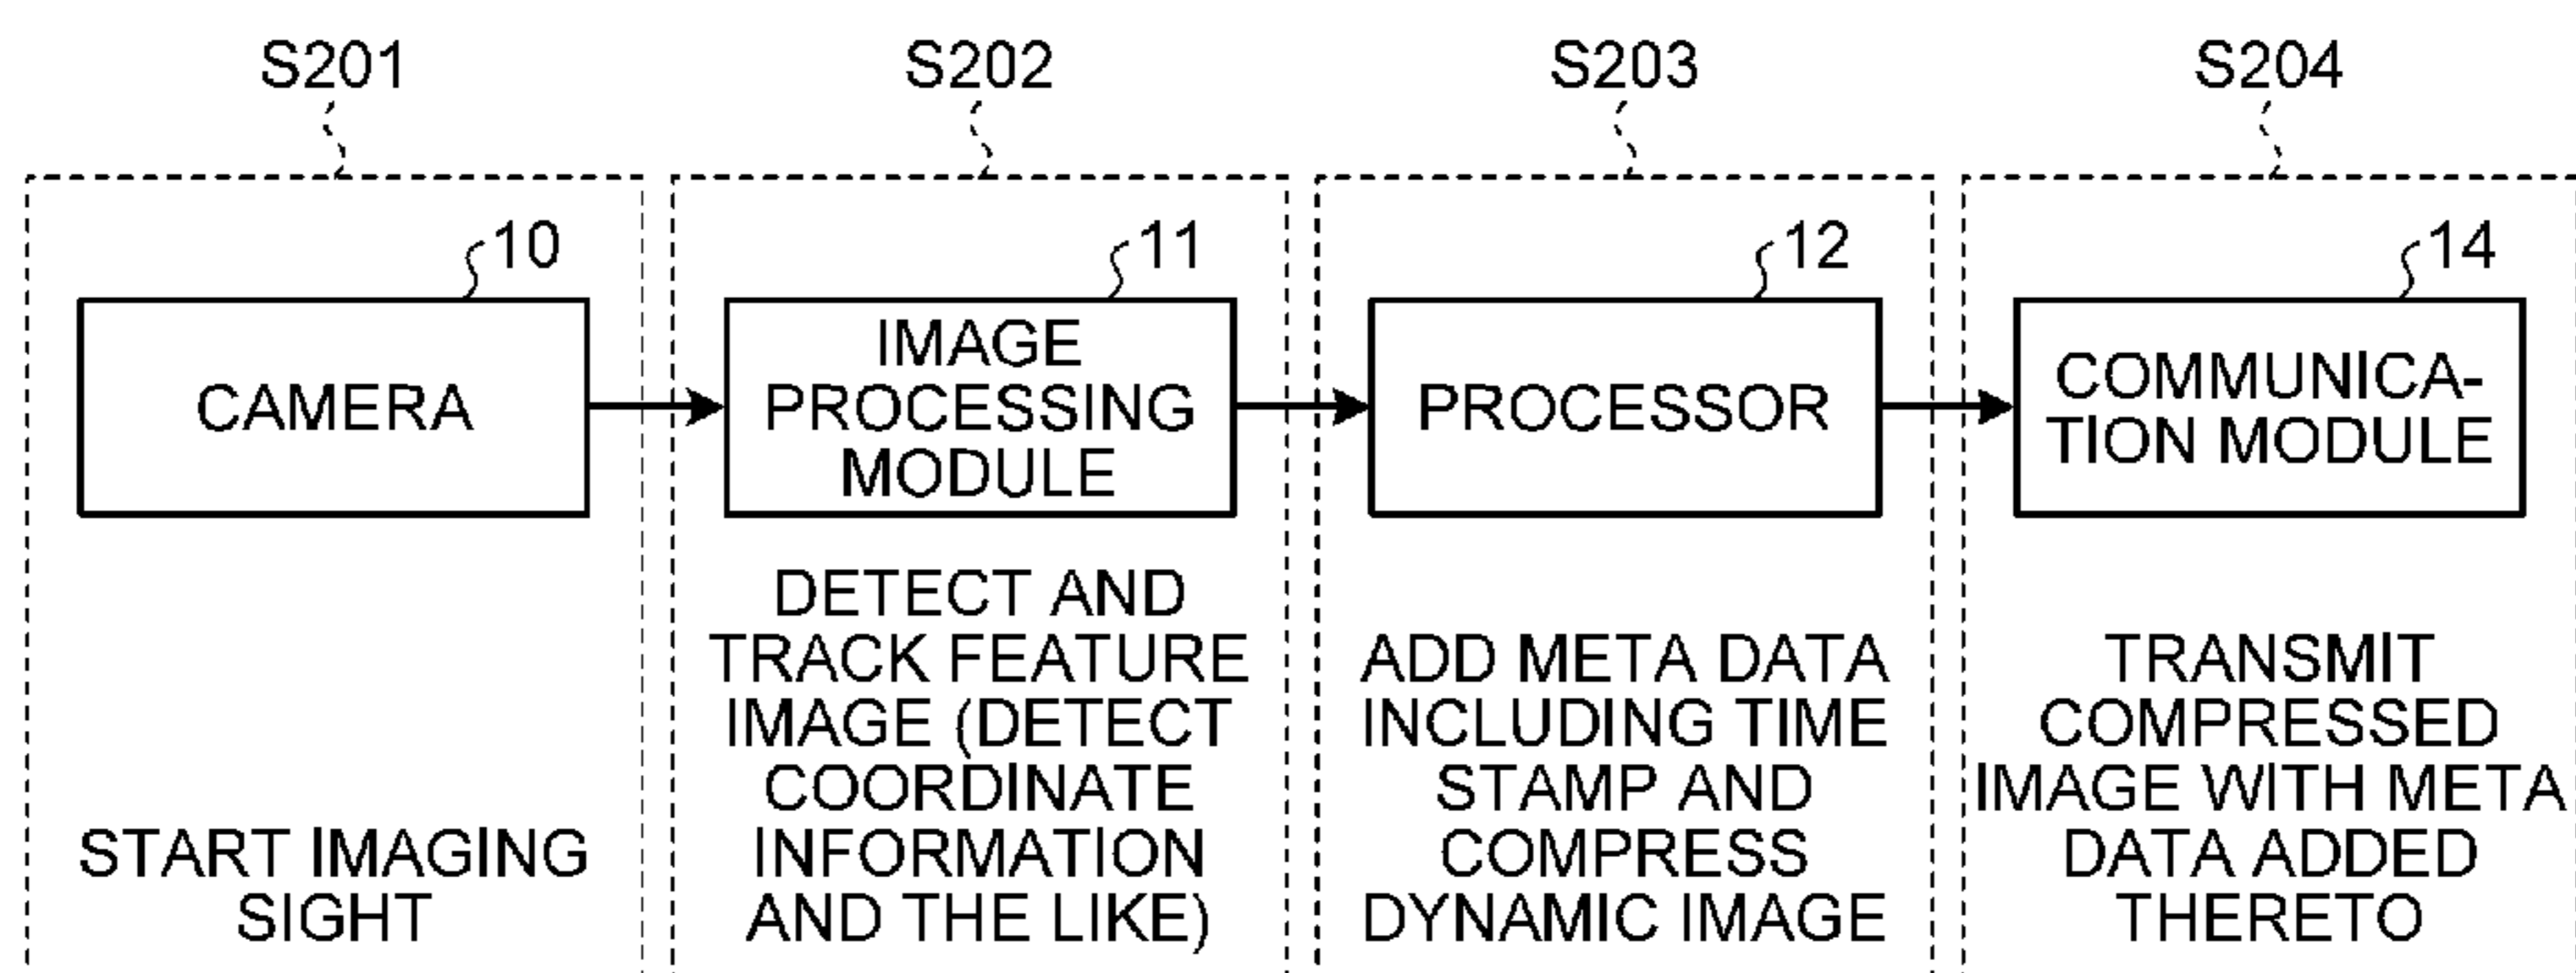 S201
S202
S203
S204
10
11
12
14
CAMERA
IMAGE
PROCESSING
MODULE
PROCESSOR
COMMUNICA-
TION MODULE
START IMAGING
SIGHT
DETECT AND
TRACK FEATURE
IMAGE (DETECT
COORDINATE
INFORMATION
AND THE LIKE)
ADD META DATA
INCLUDING TIME
STAMP AND
COMPRESS
DYNAMIC IMAGE
TRANSMIT
COMPRESSED
IMAGE WITH META
DATA ADDED
THERETO